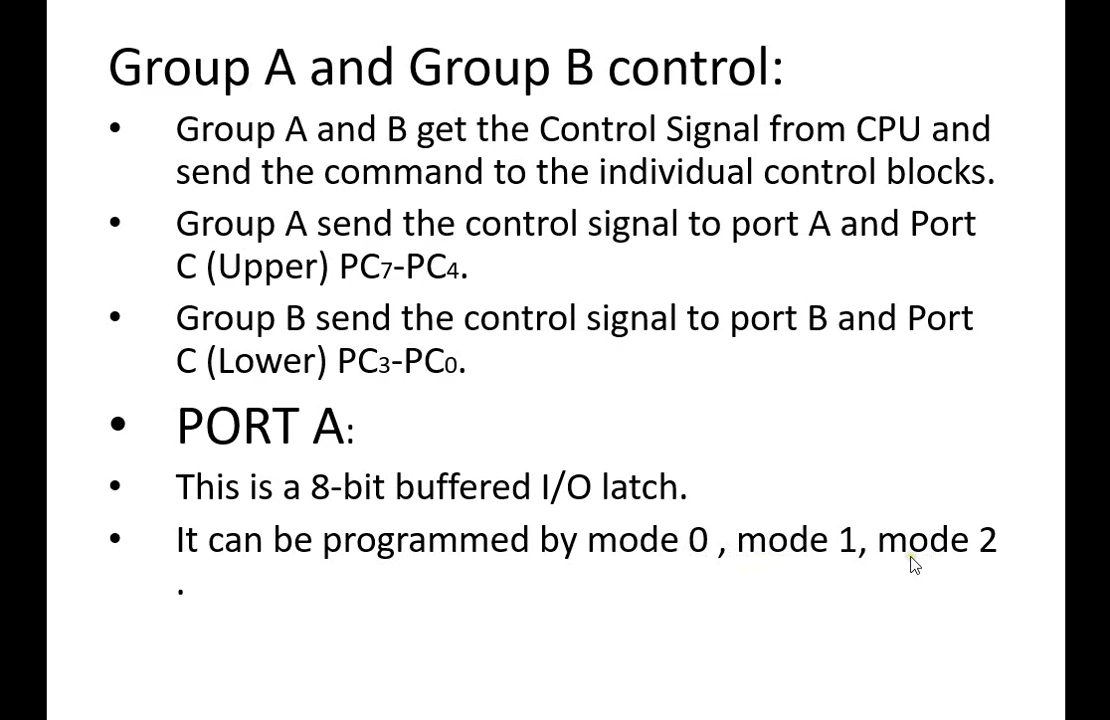 Group A and Group B control:
• Group A and B get the Control Signal from CPU and
send the command to the individual control blocks.
• Group A send the control signal to port A and Port
C (Upper) PC7-PC4.
• Group B send the control signal to port B and Port
C (Lower) PC3-PC0.
• PORT A:
• This is a 8-bit buffered I/O latch.
• It can be programmed by mode 0 , mode 1, mode 2
.